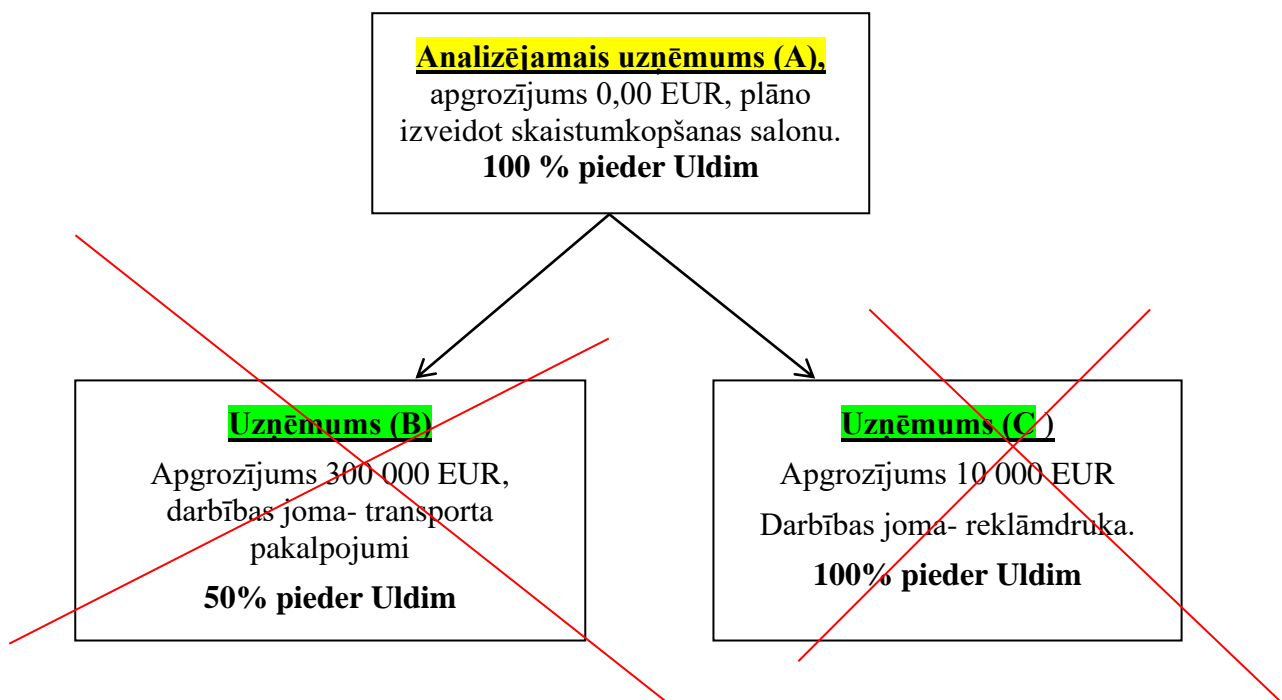 Analizējamais uzņēmums (A),
apgrozījums 0,00 EUR, plāno
izveidot skaistumkopšanas salonu.
100 % pieder Uldim
Uzņēmums (B)
Apgrozījums 300 000 EUR,
darbības joma- transporta
pakalpojumi
50% pieder Uldim
Uzņēmums (C )
Apgrozījums 10 000 EUR
Darbības joma- reklāmdruka.
100% pieder Uldim